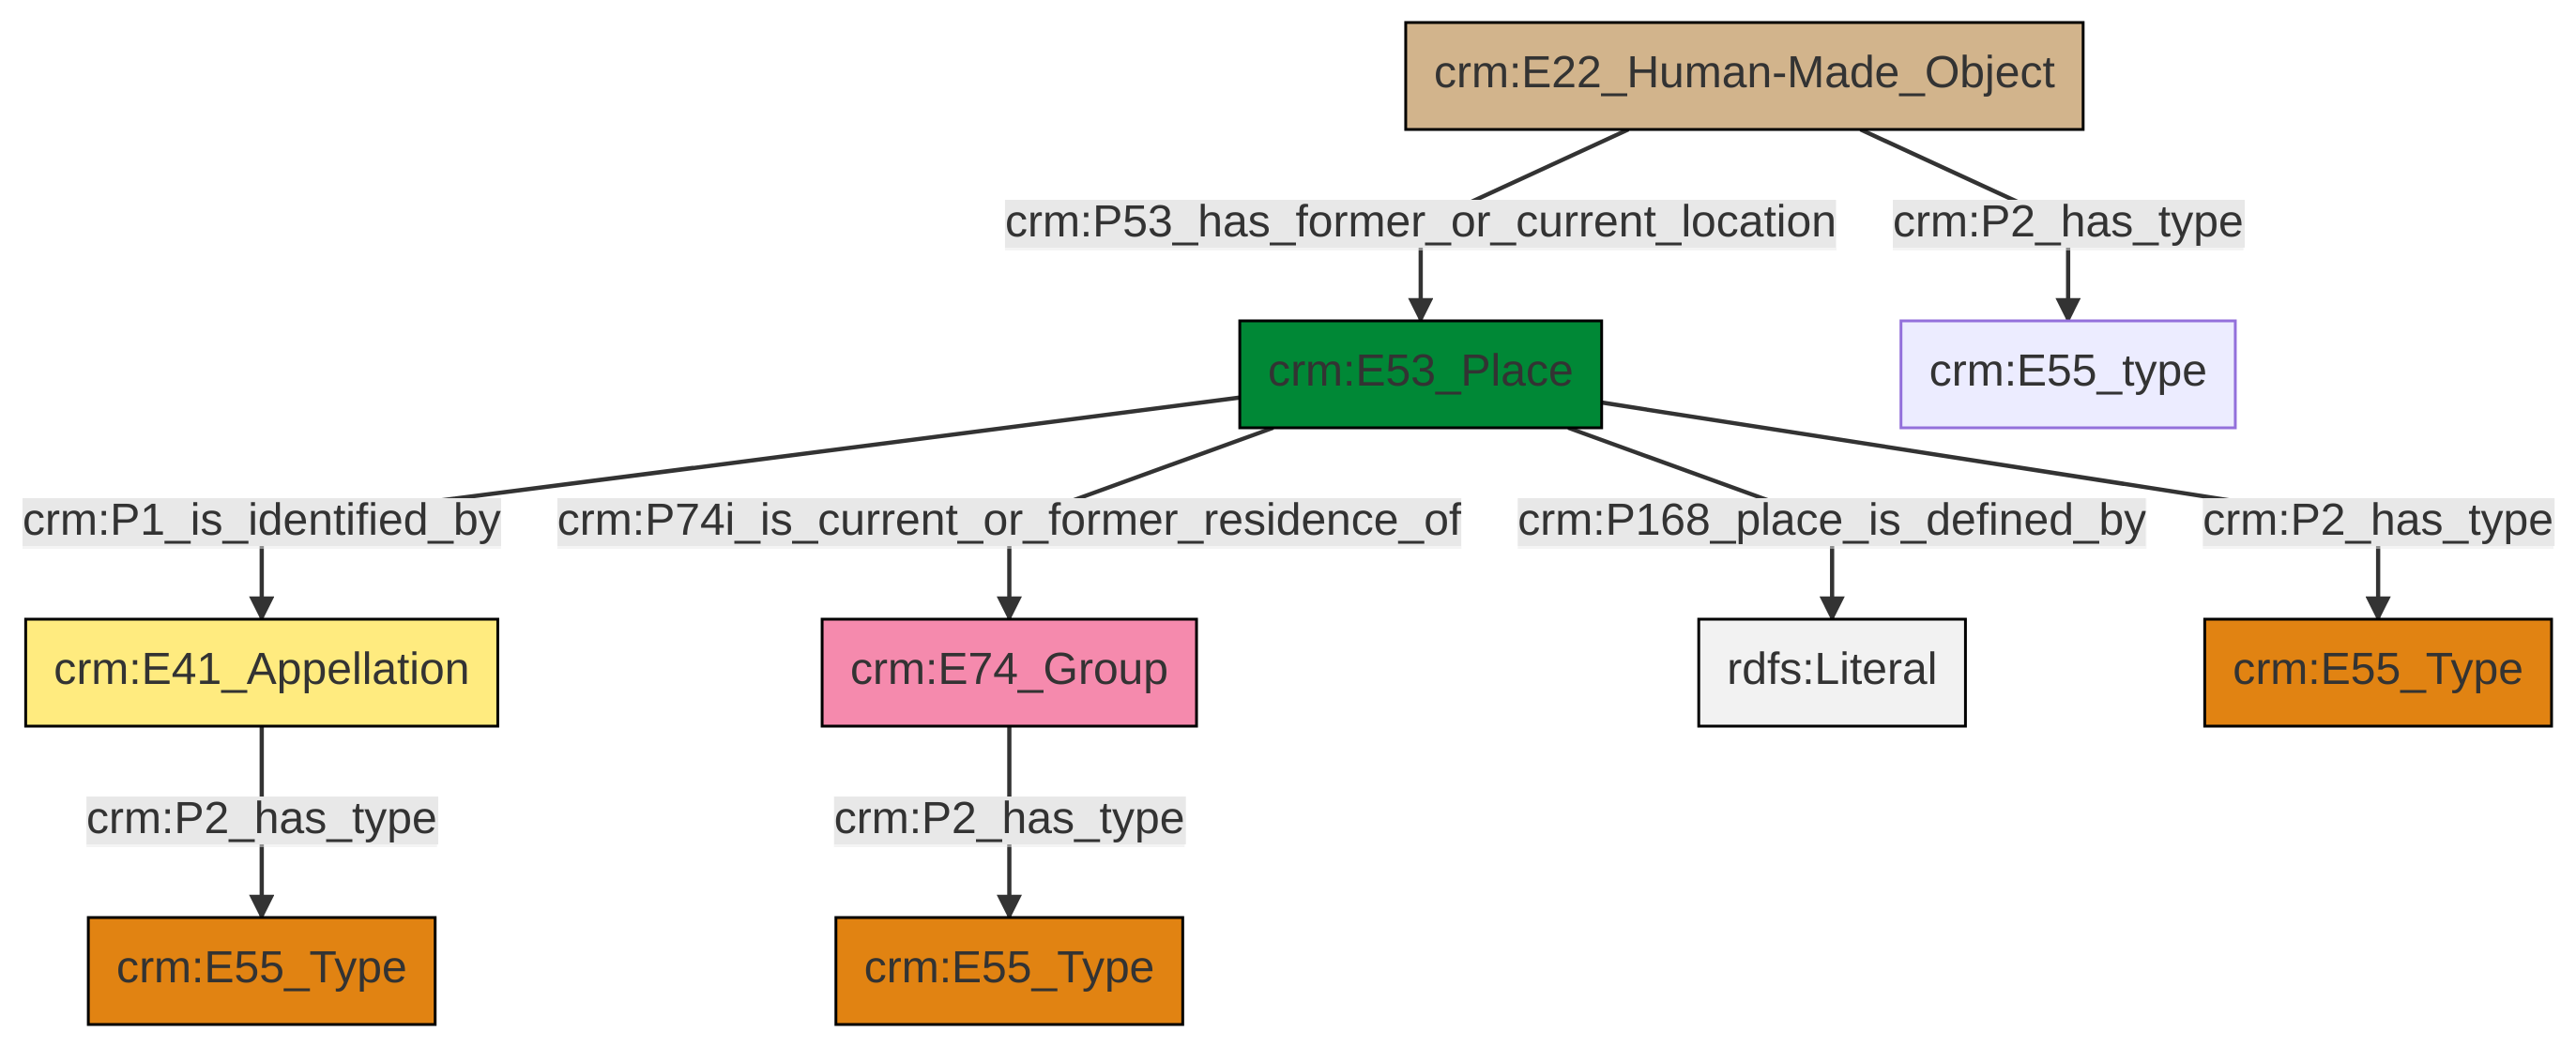 crm:E22_Human-Made_Object
crm:P53_has_former_or_current_location
crm:P2_has_type
crm:E53_Place
crm:E55_type
crm:P1_is_identified_by
crm:P74i_is_current_or_former_residence_of
crm:P168_place_is_defined_by
crm:P2_has_type
crm:E41_Appellation
crm:E74_Group
rdfs:Literal
crm:E55_Type
crm:P2_has_type
crm:P2_has_type
crm:E55_Type
crm:E55_Type